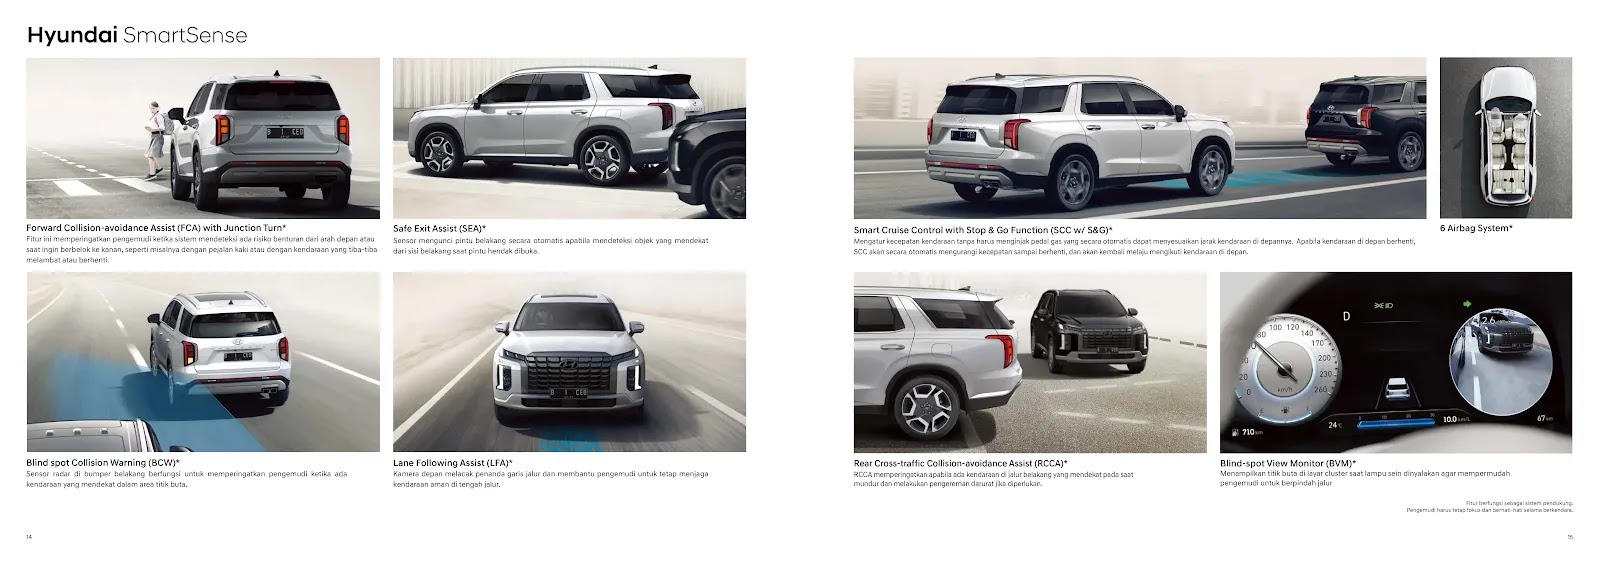 Hyundai SmartSense
B 1 CEO
Forward Collision-avoidance Assist (FCA) with Junction Turn*
Fitur ini memperingatkan pengemudi ketika sistem mendeteksi ada risiko benturan dari arah depan atau
saat ingin berbelok ke kanan, seperti misalnya dengan pejalan kaki atau dengan kendaraan yang tiba-tiba
melambat atau berhenti.
Safe Exit Assist (SEA)*
Sensor mengunci pintu belakang secara otomatis apabila mendeteksi objek yang mendekat
dari sisi belakang saat pintu hendak dibuka.
Blind spot Collision Warning (BCW)*
Sensor radar di bumper belakang berfungsi untuk memperingatkan pengemudi ketika ada
kendaraan yang mendekat dalam area titik buta.
B 1 CEO
Lane Following Assist (LFA)*
Kamera depan melacak penanda garis jalur dan membantu pengemudi untuk tetap menjaga
kendaraan aman di tengah jalur.
Smart Cruise Control with Stop & Go Function (SCC w/ S&G)*
Mengatur kecepatan kendaraan tanpa harus menginjak pedal gas yang secara otomatis dapat menyesuaikan jarak kendaraan di depannya. Apabila kendaraan di depan berhenti,
SCC akan secara otomatis mengurangi kecepatan sampai berhenti, dan akan kembali melaju mengikuti kendaraan di depan.
6 Airbag System*
Rear Cross-traffic Collision-avoidance Assist (RCCA)*
RCCA memperingatkan apabila ada kendaraan di jalur belakang yang mendekat pada saat
mundur dan melakukan pengereman darurat jika diperlukan.
D
100 120
140
170
200
230
260
km/h
20
0
E F
710km
24°C
0 10 20 30
10.0km/L
67km
2.6
Blind-spot View Monitor (BVM)*
Menampilkan titik buta di layar cluster saat lampu sein dinyalakan agar mempermudah
pengemudi untuk berpindah jalur
Fitur berfungsi sebagai sistem pendukung.
Pengemudi harus tetap fokus dan berhati-hati selama berkendara.
14
15